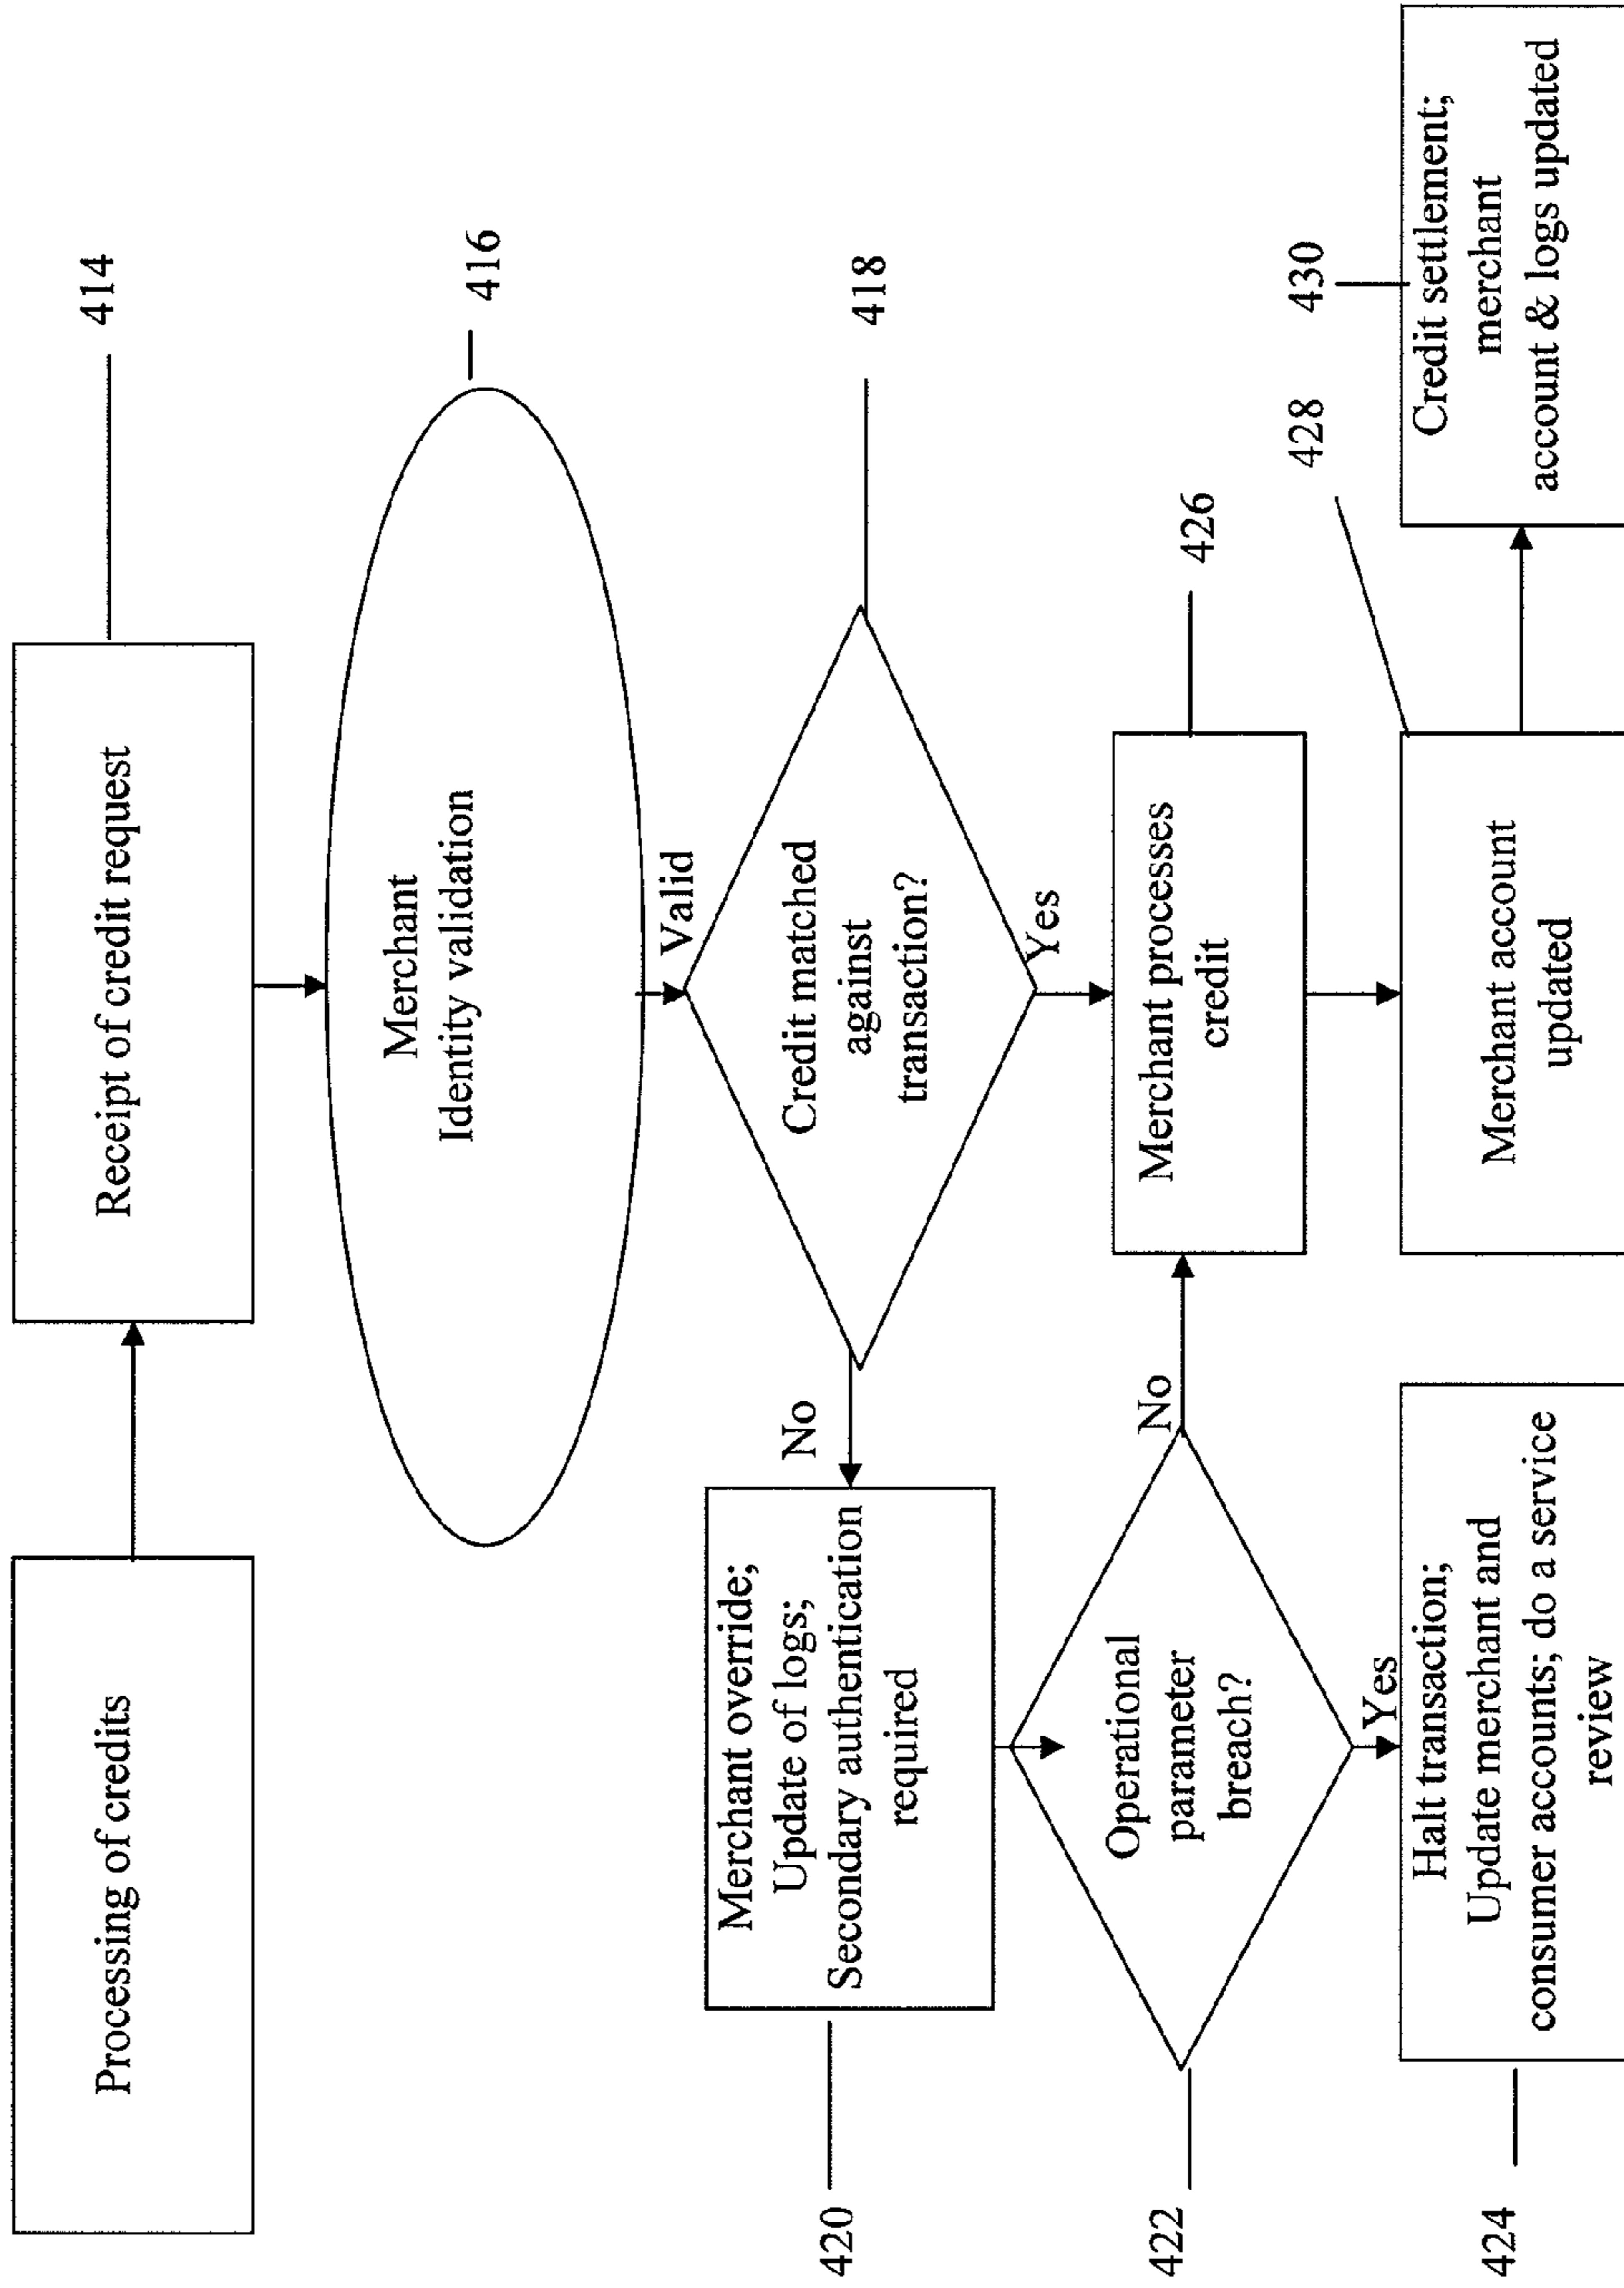 Processing of credits
Receipt of credit request
414
Merchant
Identity validation
416
Valid
Credit matched
against
transaction?
418
No
Yes
Merchant override;
Update of logs;
Secondary authentication
required
420
Operational
parameter
breach?
422
No
Yes
Merchant processes
credit
426
Halt transaction;
Update merchant and
consumer accounts; do a service
review
424
Merchant account
updated
428
Credit settlement;
merchant
account & logs updated
430